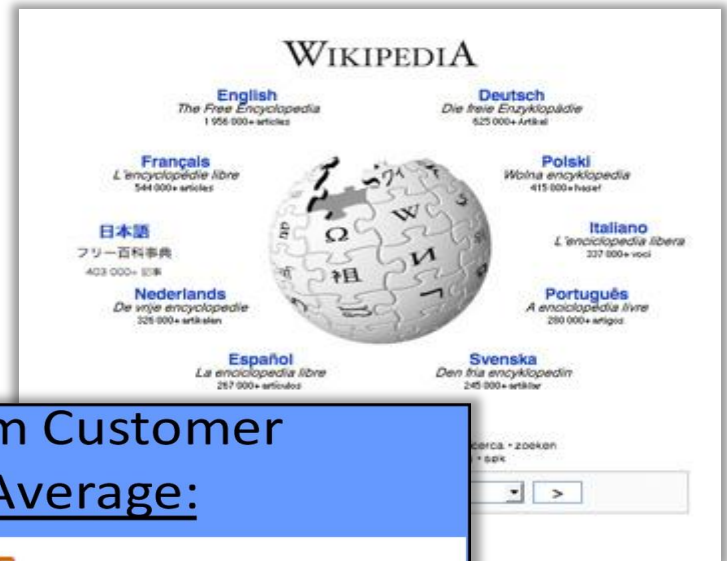 WIKIPEDIA
English
The Free Encyclopedia
1 956 000+ articles
Deutsch
Die freie Enzyklopädie
625 000+ Artikel
Français
L'encyclopédie libre
544 000+ articles
Polski
Wolna encyklopedia
415 000+ haseł
日本語
フリー百科事典
403 000+ 記事
Italiano
L'enciclopedia libera
337 000+ voci
Nederlands
De vrije encyclopedie
326 000+ artikelen
Português
A enciclopédia livre
280 000+ artigos
Español
La enciclopedia libre
267 000+ artículos
Svenska
Den fria encyklopedin
245 000+ artiklar
Ω
W
И
祖
cerca · zoeken
>
m Customer
Average: